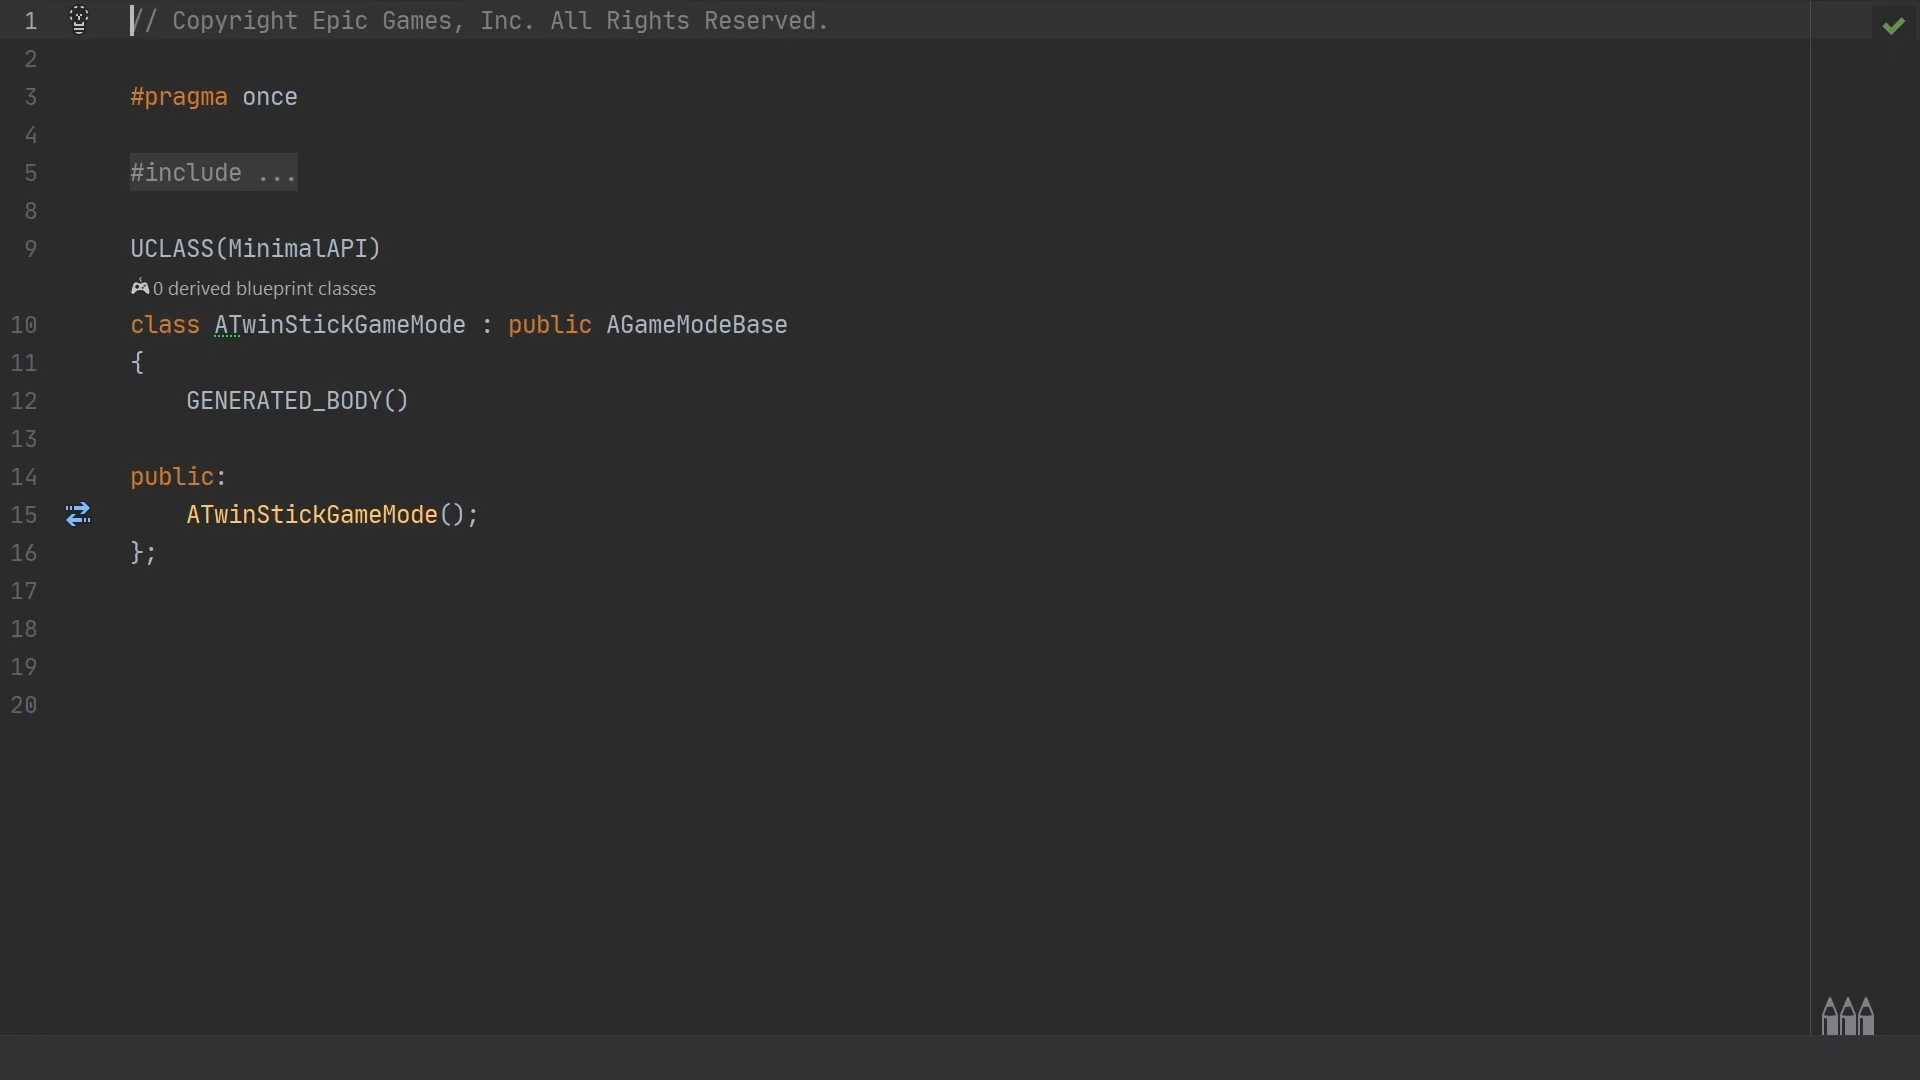 1 // Copyright Epic Games, Inc. All Rights Reserved.
2
3 #pragma once
4
5 #include ...
8
9 UCLASS(MinimalAPI)
0 derived blueprint classes
10 class ATwinStickGameMode : public AGameModeBase
11 {
12 GENERATED_BODY()
13
14 public:
15 ATwinStickGameMode();
16 };
17
18
19
20